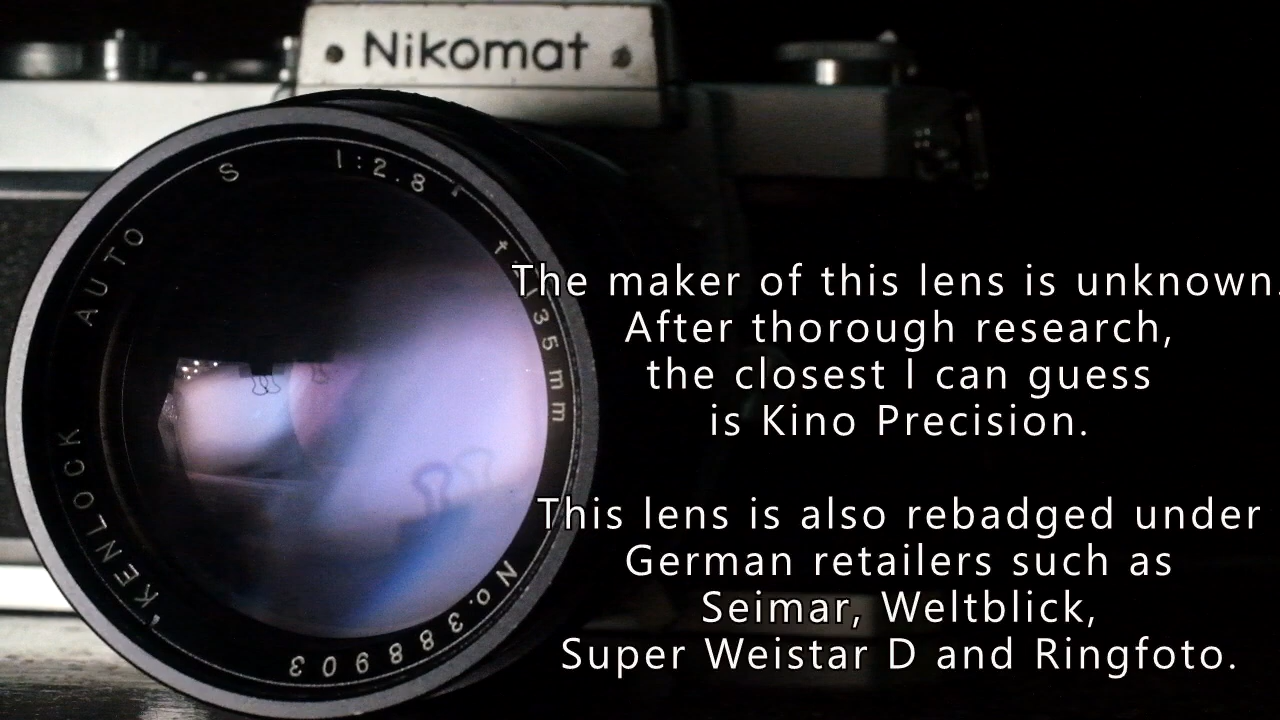 Nikomat
KENLOCK AUTO S 1:2.8 35mm No.388903
The maker of this lens is unknown.
After thorough research,
the closest I can guess
is Kino Precision.
This lens is also rebadged under
German retailers such as
Seimar, Weltblick,
Super Weistar D and Ringfoto.